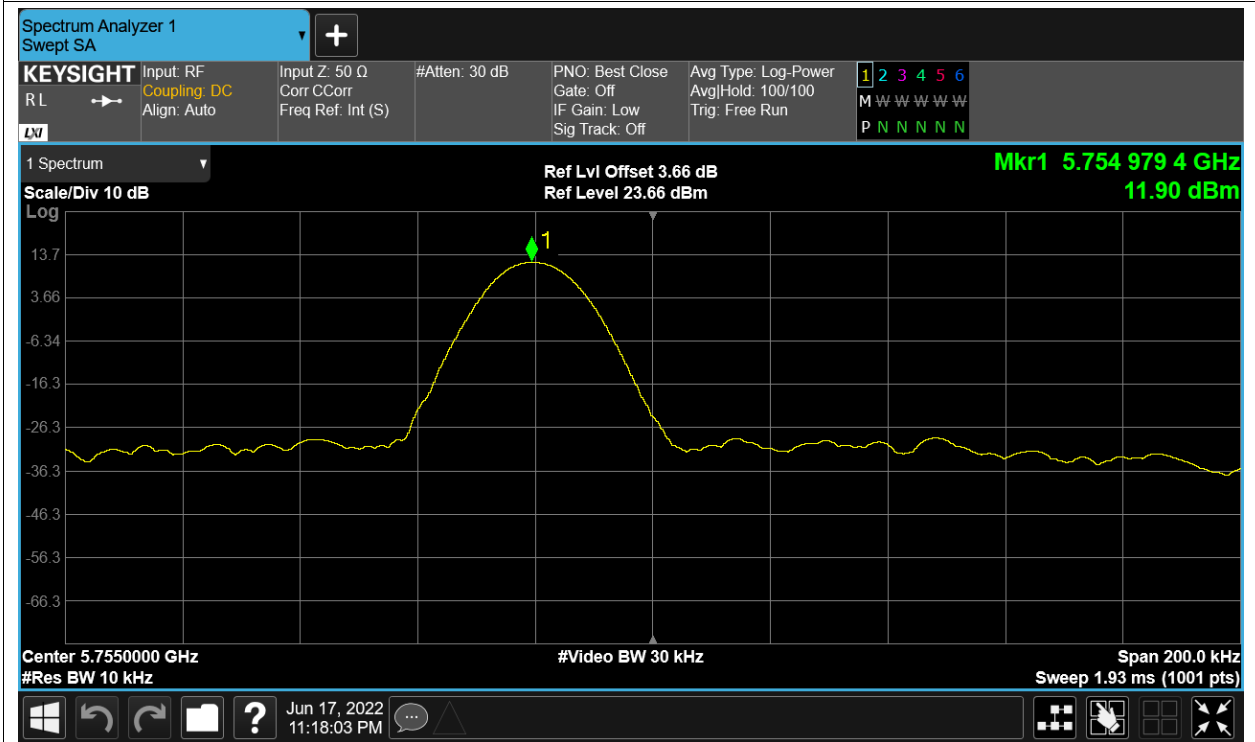 Spectrum Analyzer 1
Swept SA
KEYSIGHT
R L
LXI
Input: RF
Coupling: DC
Align: Auto
Input Z: 50 Ω
Corr CCorr
Freq Ref: Int (S)
#Atten: 30 dB
PNO: Best Close
Gate: Off
IF Gain: Low
Sig Track: Off
Avg Type: Log-Power
Avg|Hold: 100/100
Trig: Free Run
1 2 3 4 5 6
M W W W W W
P N N N N N
1 Spectrum
Scale/Div 10 dB
Log
Ref Lvl Offset 3.66 dB
Ref Level 23.66 dBm
Mkr1 5.754 979 4 GHz
11.90 dBm
1
13.7
3.66
-6.34
-16.3
-26.3
-36.3
-46.3
-56.3
-66.3
Center 5.7550000 GHz
#Res BW 10 kHz
#Video BW 30 kHz
Span 200.0 kHz
Sweep 1.93 ms (1001 pts)
?
Jun 17, 2022
11:18:03 PM